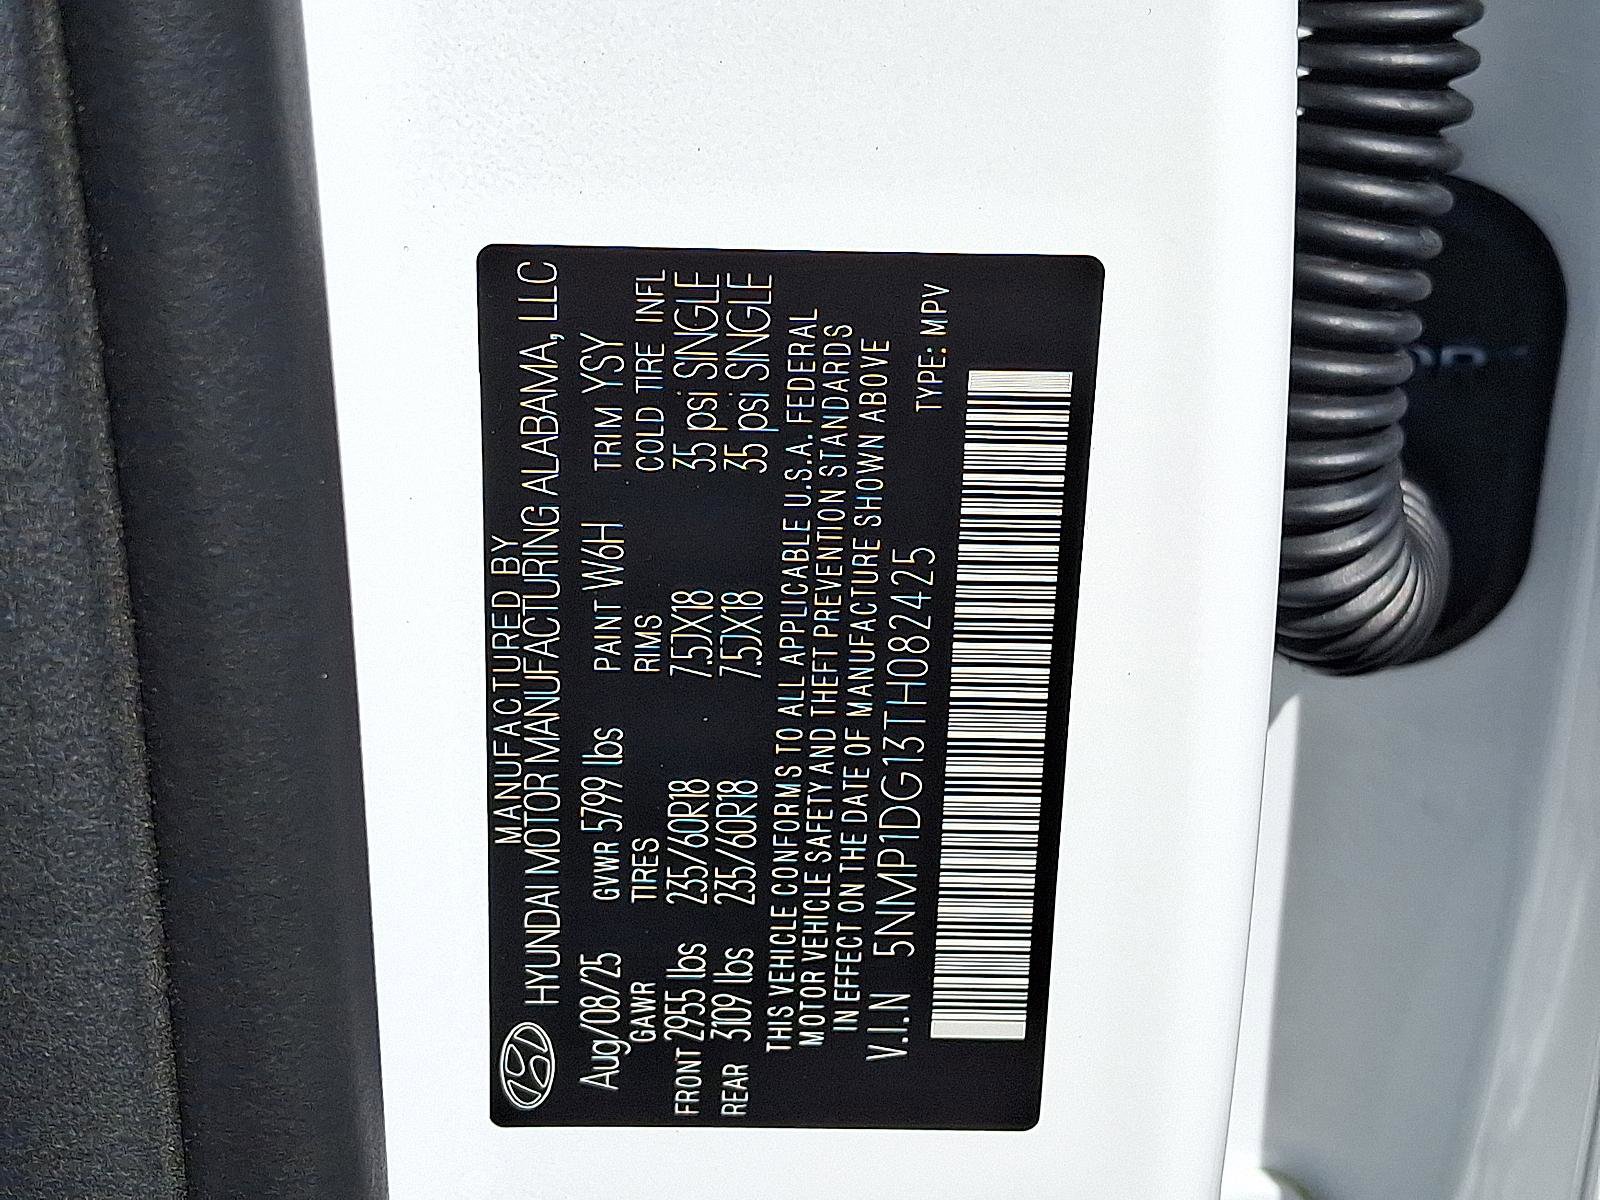 MANUFACTURED BY
HYUNDAI MOTOR MANUFACTURING ALABAMA, LLC
Aug/08/25 GVWR 5799 lbs PAINT W6H TRIM YSY
GAWR TIRES RIMS COLD TIRE INFL
FRONT 2955 lbs 235/60R18 7.5JX18 35 psi SINGLE
REAR 3109 lbs 235/60R18 7.5JX18 35 psi SINGLE
THIS VEHICLE CONFORMS TO ALL APPLICABLE U.S.A. FEDERAL
MOTOR VEHICLE SAFETY AND THEFT PREVENTION STANDARDS
IN EFFECT ON THE DATE OF MANUFACTURE SHOWN ABOVE
V.I.N 5NMP1DG13TH082425 TYPE: MPV